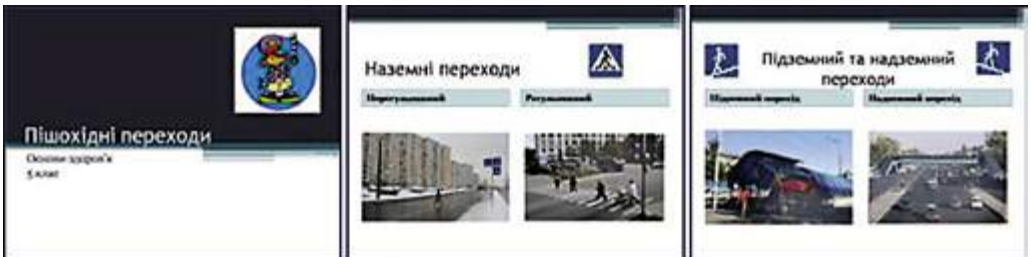 Пішохідні переходи
Основи здоров'я
5 клас
Наземні переходи
Нерегульований
Регульований
Підземний та надземний
переходи
Підземний перехід
Надземний перехід